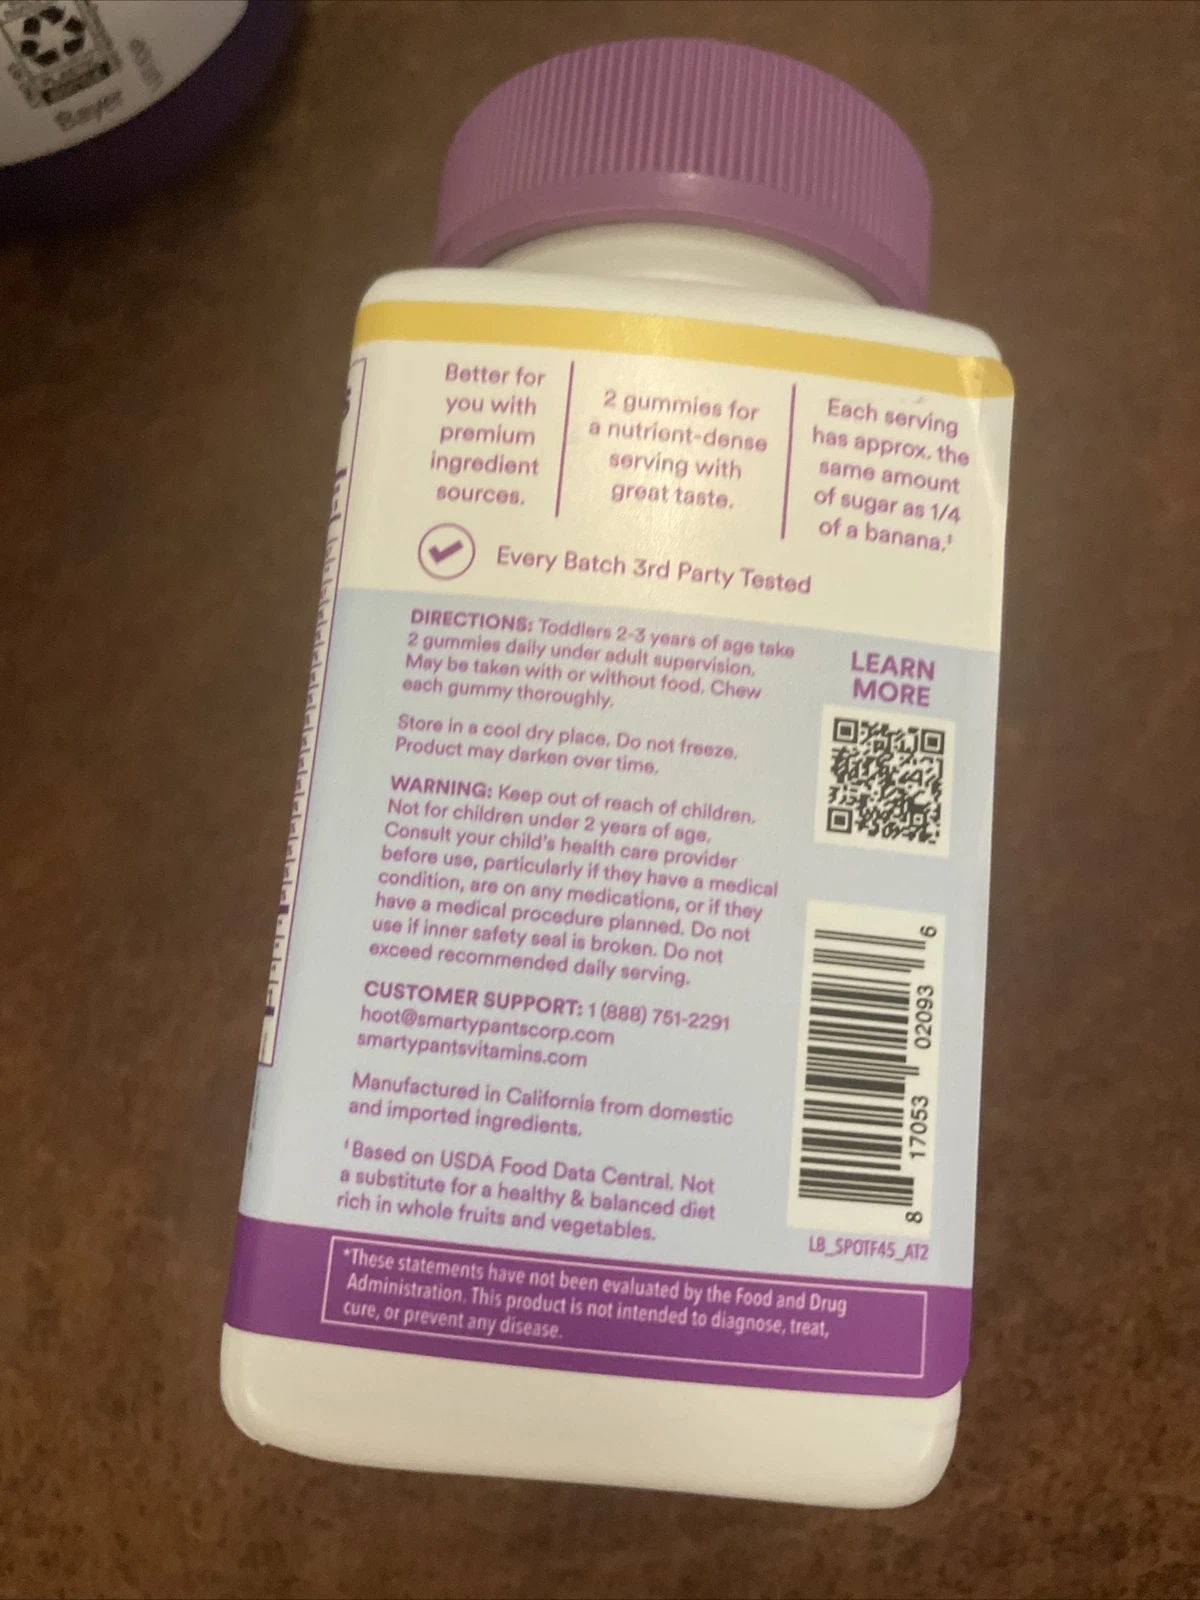 Bayer
Better for
you with
premium
ingredient
sources.
2 gummies for
a nutrient-dense
serving with
great taste.
Each serving
has approx. the
same amount
of sugar as 1/4
of a banana.‡
Every Batch 3rd Party Tested
DIRECTIONS: Toddlers 2-3 years of age take
2 gummies daily under adult supervision.
May be taken with or without food. Chew
each gummy thoroughly.
Store in a cool dry place. Do not freeze.
Product may darken over time.
WARNING: Keep out of reach of children.
Not for children under 2 years of age.
Consult your child's health care provider
before use, particularly if they have a medical
condition, are on any medications, or if they
have a medical procedure planned. Do not
use if inner safety seal is broken. Do not
exceed recommended daily serving.
CUSTOMER SUPPORT: 1 (888) 751-2291
hoot@smartypantscorp.com
smartypantsvitamins.com
Manufactured in California from domestic
and imported ingredients.
‡Based on USDA Food Data Central. Not
a substitute for a healthy & balanced diet
rich in whole fruits and vegetables.
LEARN
MORE
8 17053 02093 6
LB_SPOTF45_AT2
*These statements have not been evaluated by the Food and Drug
Administration. This product is not intended to diagnose, treat,
cure, or prevent any disease.